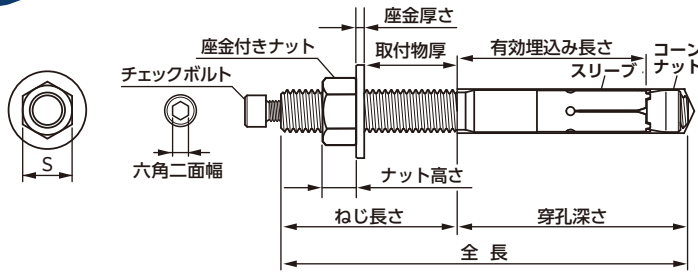 座金厚さ
座金付きナット
取付物厚
有効埋込み長さ
コーン
ナット
チェックボルト
スリーブ
S
六角二面幅
ナット高さ
ねじ長さ
穿孔深さ
全 長